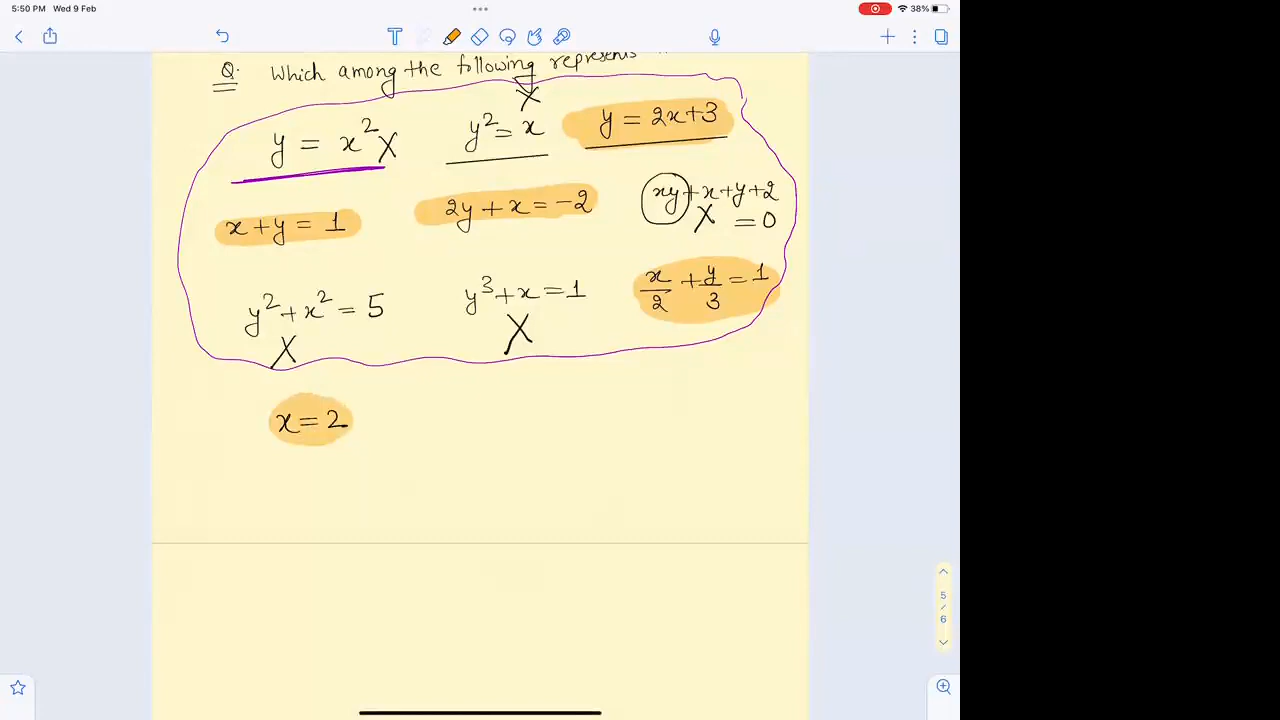 5:50 PM Wed 9 Feb
38%
T
Q. Which among the following represents
y = x² X
y² = x X
y = 2x+3
x+y = 1
2y+x = -2
xy+x+y+2
X = 0
y²+x² = 5
X
y³+x = 1
X
x/2 + y/3 = 1
x = 2
5
/
6